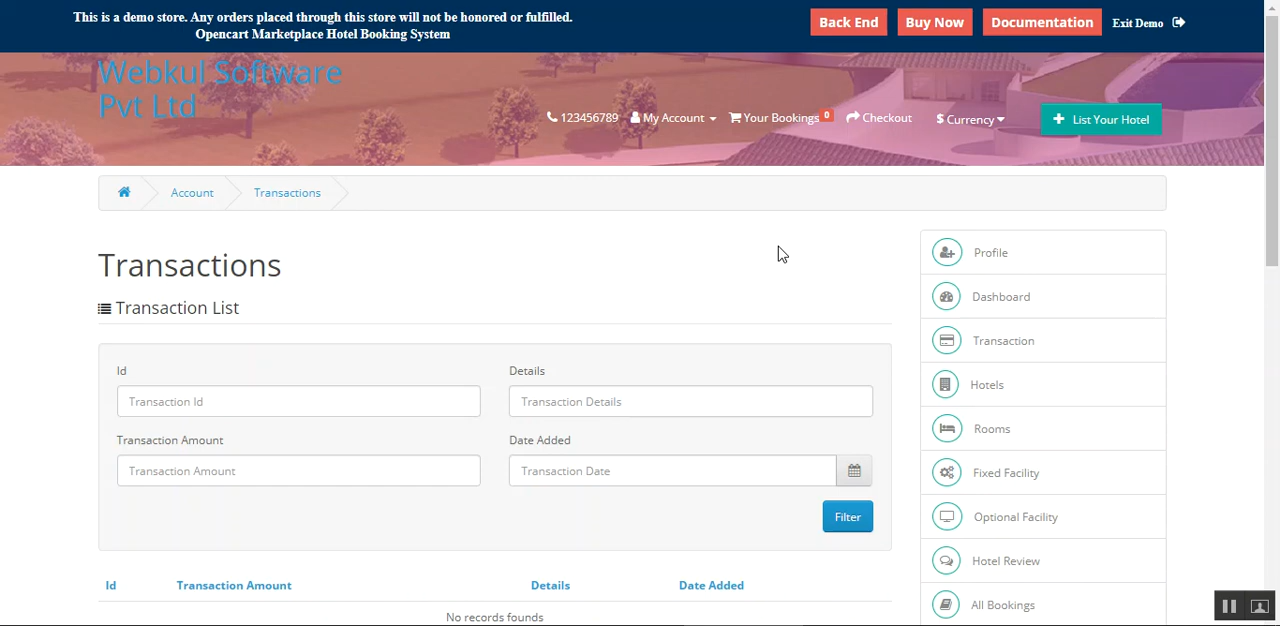 This is a demo store. Any orders placed through this store will not be honored or fulfilled.
Opencart Marketplace Hotel Booking System
Back End
Buy Now
Documentation
Exit Demo
Webkul Software
Pvt Ltd
123456789
My Account
Your Bookings 0
Checkout
$ Currency
List Your Hotel
Account
Transactions
Transactions
Transaction List
Id
Details
Transaction Id
Transaction Details
Transaction Amount
Date Added
Transaction Amount
Transaction Date
Filter
Id
Transaction Amount
Details
Date Added
No records founds
Profile
Dashboard
Transaction
Hotels
Rooms
Fixed Facility
Optional Facility
Hotel Review
All Bookings